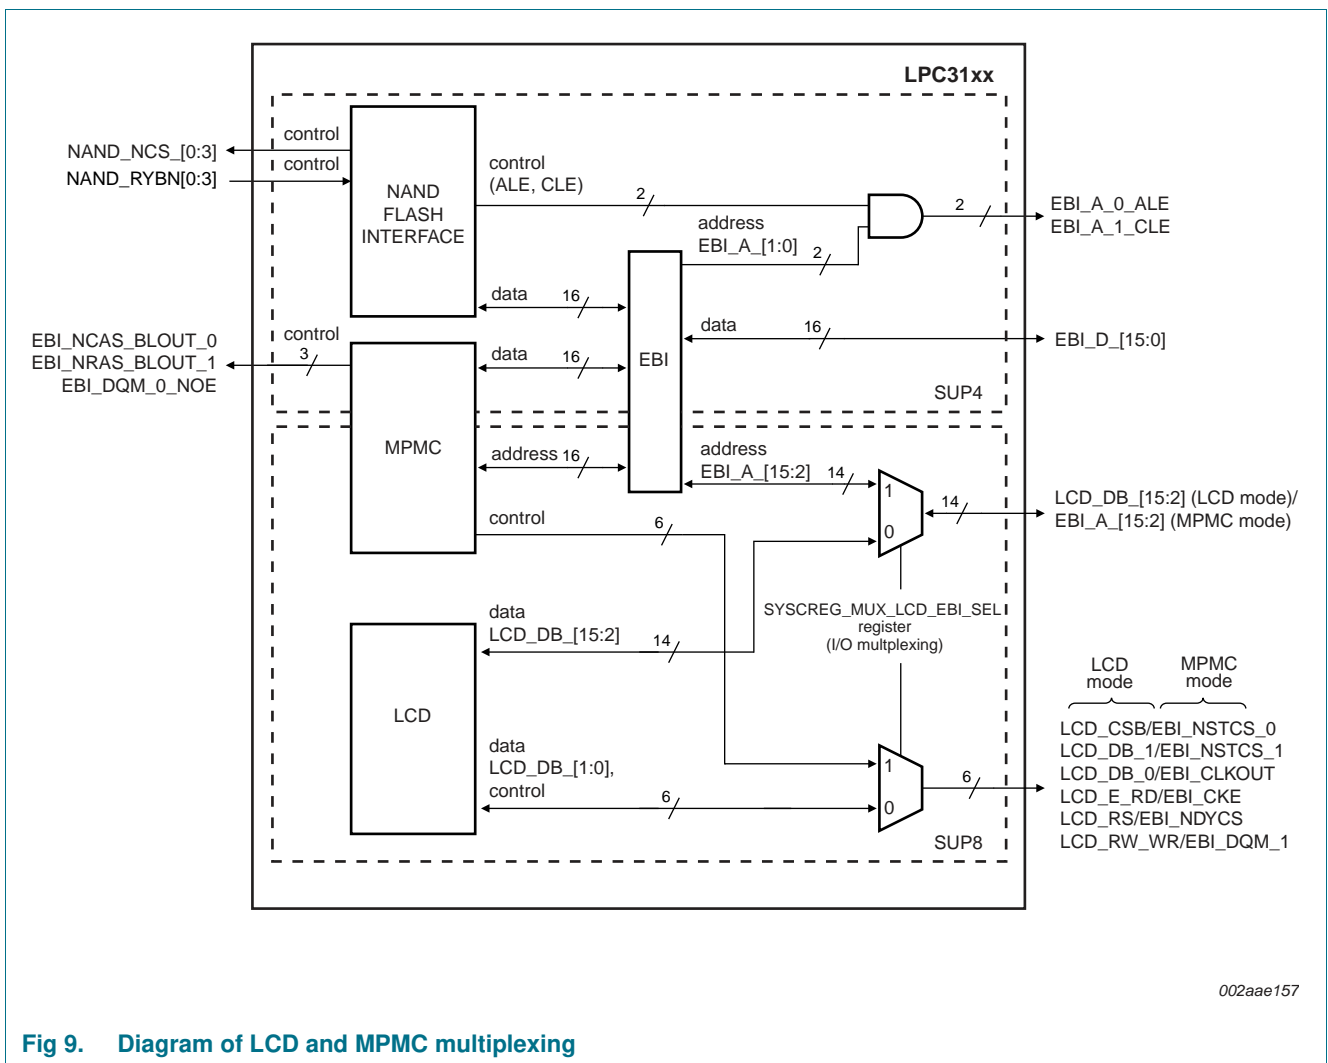 LPC31xx
NAND_NCS_[0:3]
control
NAND_RYBN[0:3]
control
NAND
FLASH
INTERFACE
control
(ALE, CLE)
2
address
EBI_A_[1:0]
2
2
EBI_A_0_ALE
EBI_A_1_CLE
data
16
EBI_NCAS_BLOUT_0
EBI_NRAS_BLOUT_1
EBI_DQM_0_NOE
control
3
data
16
EBI
data
16
EBI_D_[15:0]
SUP4
MPMC
address
16
address
EBI_A_[15:2]
14
1
0
14
LCD_DB_[15:2] (LCD mode)/
EBI_A_[15:2] (MPMC mode)
control
6
SYSCREG_MUX_LCD_EBI_SEL
register
(I/O multplexing)
data
LCD_DB_[15:2]
14
LCD
data
LCD_DB_[1:0],
control
6
1
0
6
SUP8
LCD
mode
MPMC
mode
LCD_CSB/EBI_NSTCS_0
LCD_DB_1/EBI_NSTCS_1
LCD_DB_0/EBI_CLKOUT
LCD_E_RD/EBI_CKE
LCD_RS/EBI_NDYCS
LCD_RW_WR/EBI_DQM_1
002aae157
Fig 9. Diagram of LCD and MPMC multiplexing